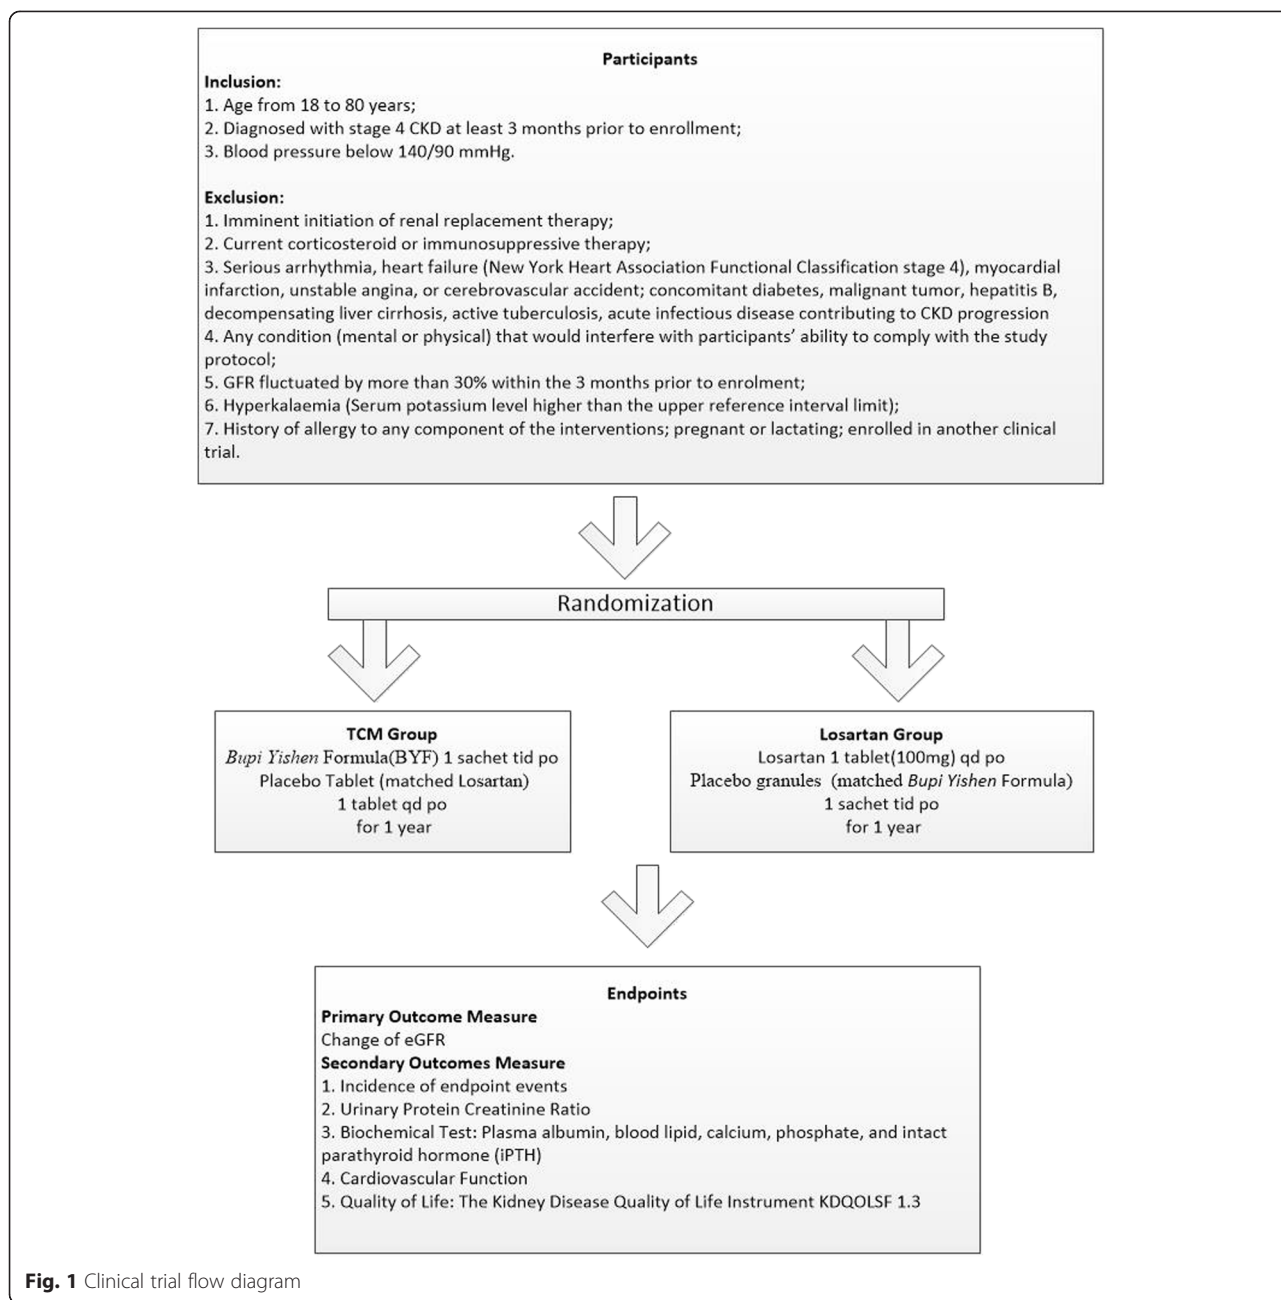 Participants
Inclusion:
1. Age from 18 to 80 years;
2. Diagnosed with stage 4 CKD at least 3 months prior to enrollment;
3. Blood pressure below 140/90 mmHg.
Exclusion:
1. Imminent initiation of renal replacement therapy;
2. Current corticosteroid or immunosuppressive therapy;
3. Serious arrhythmia, heart failure (New York Heart Association Functional Classification stage 4), myocardial
infarction, unstable angina, or cerebrovascular accident; concomitant diabetes, malignant tumor, hepatitis B,
decompensating liver cirrhosis, active tuberculosis, acute infectious disease contributing to CKD progression
4. Any condition (mental or physical) that would interfere with participants’ ability to comply with the study
protocol;
5. GFR fluctuated by more than 30% within the 3 months prior to enrolment;
6. Hyperkalaemia (Serum potassium level higher than the upper reference interval limit);
7. History of allergy to any component of the interventions; pregnant or lactating; enrolled in another clinical
trial.
Randomization
TCM Group
Bupi Yishen Formula(BYF) 1 sachet tid po
Placebo Tablet (matched Losartan)
1 tablet qd po
for 1 year
Losartan Group
Losartan 1 tablet(100mg) qd po
Placebo granules (matched Bupi Yishen Formula)
1 sachet tid po
for 1 year
Endpoints
Primary Outcome Measure
Change of eGFR
Secondary Outcomes Measure
1. Incidence of endpoint events
2. Urinary Protein Creatinine Ratio
3. Biochemical Test: Plasma albumin, blood lipid, calcium, phosphate, and intact
parathyroid hormone (iPTH)
4. Cardiovascular Function
5. Quality of Life: The Kidney Disease Quality of Life Instrument KDQOLSF 1.3
Fig. 1 Clinical trial flow diagram